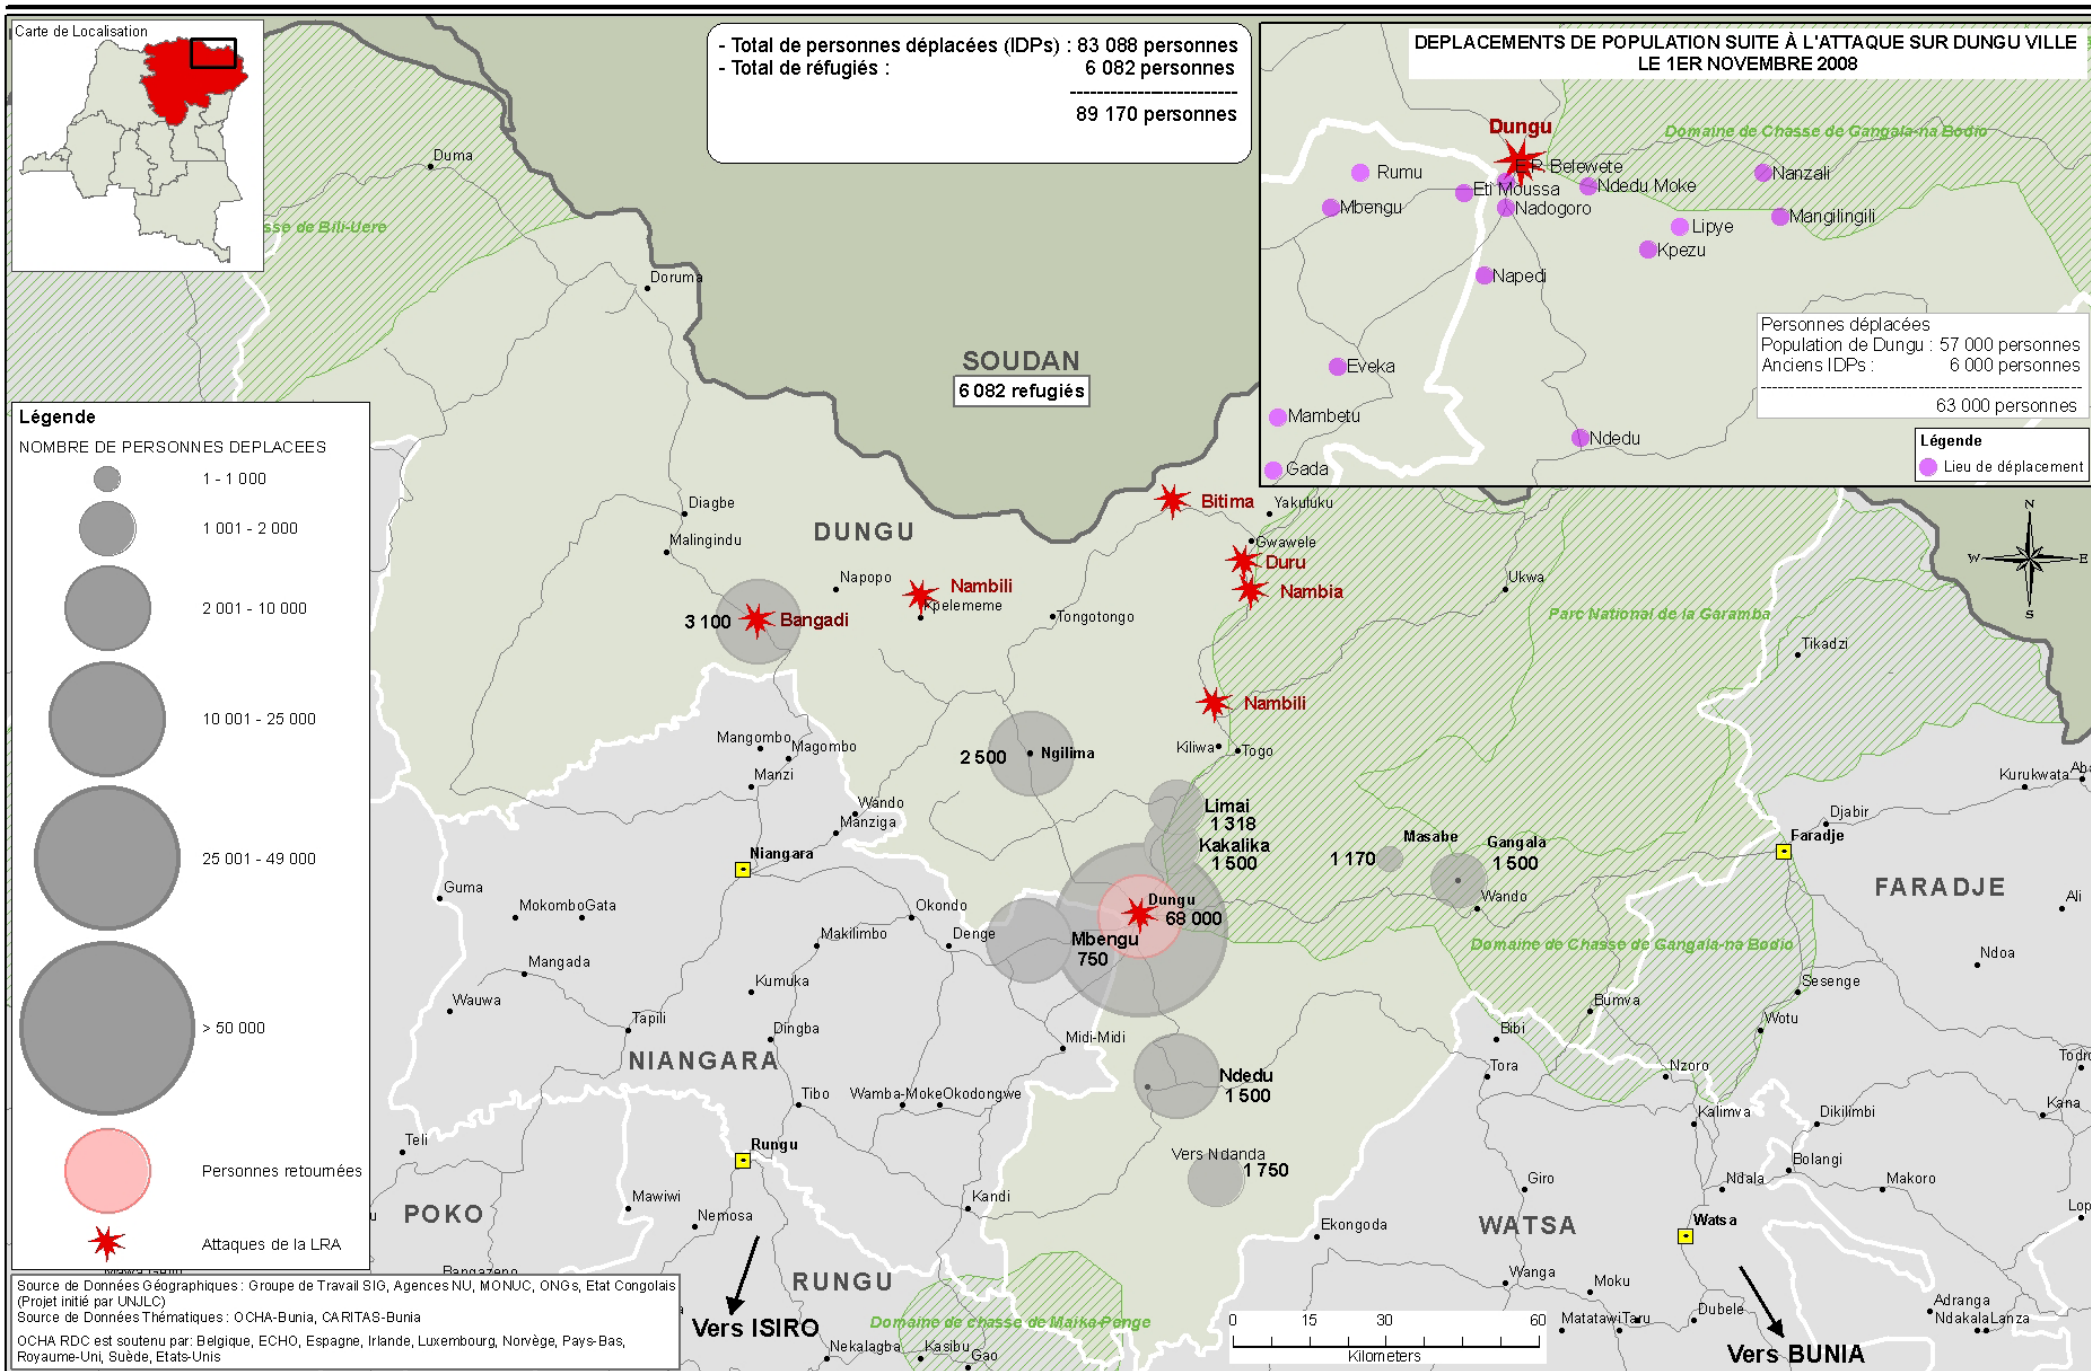 Carte de Localisation
- Total de personnes déplacées (IDPs) : 83 088 personnes
- Total de réfugiés : 6 082 personnes
-------------------------
89 170 personnes
DEPLACEMENTS DE POPULATION SUITE À L'ATTAQUE SUR DUNGU VILLE
LE 1ER NOVEMBRE 2008
Dungu
Domaine de Chasse de Gangala-na Bodio
Belewete
Rumu
Nanzali
Eti Moussa
Ndedu Moke
Mbengu
Nadogoro
Mangilingili
Lipye
Kpezu
Napedi
Personnes déplacées
Population de Dungu : 57 000 personnes
Anciens IDPs : 6 000 personnes
63 000 personnes
Eveka
Mambetu
Ndedu
Gada
Légende
Lieu de déplacement
Duma
sse de Bili-Uere
Doruma
SOUDAN
6 082 refugiés
Légende
NOMBRE DE PERSONNES DEPLACEES
1 - 1 000
1 001 - 2 000
2 001 - 10 000
10 001 - 25 000
25 001 - 49 000
> 50 000
Personnes retournées
Attaques de la LRA
Diagbe
Malingindu
DUNGU
Bitima
Yakuluku
Gwawele
Duru
Napopo
Nambili
Kpelememe
Nambia
Ukwa
N
W
E
S
3 100
Bangadi
Tongotongo
Parc National de la Garamba
Tikadzi
Nambili
Mangombo
Magombo
2 500
Ngilima
Kiliwa
Togo
Manzi
Kurukwata
Wando
Manziga
Limai
1 318
Kakalika
1 500
Masabe
1 170
Gangala
1 500
Djabir
Faradje
Niangara
Guma
MokomboGata
Okondo
Dungu
68 000
Wando
FARADJE
Ali
Makilimbo
Denge
Mbengu
750
Domaine de Chasse de Gangala-na Bodio
Ndoa
Mangada
Kumuka
Sesenge
Wauwa
Bumva
Tapili
Dingba
Midi-Midi
Bibi
Wotu
NIANGARA
Tora
Nzoro
Ndedu
1 500
Tibo
Wamba-MokeOkodongwe
Kalimva
Dikilimbi
Kana
Teli
Rungu
Vers Ndanda
1 750
Bolangi
Giro
Ndala
Makoro
Mawiwi
Kandi
POKO
Nemosa
Ekongoda
WATSA
Watsa
RUNGU
Wanga
Moku
Bangazeno
Source de Données Géographiques : Groupe de Travail SIG, Agences NU, MONUC, ONGs, Etat Congolais
(Projet initié par UNJLC)
Source de Données Thématiques : OCHA-Bunia, CARITAS-Bunia
OCHA RDC est soutenu par: Belgique, ECHO, Espagne, Irlande, Luxembourg, Norvège, Pays-Bas,
Royaume-Uni, Suède, Etats-Unis
Vers ISIRO
Domaine de chasse de Maika-Penge
0 15 30 60
Kilometers
MatatawiTaru
Dubele
Adranga
NdakalaLanza
Nekalagba
Kasibu
Gao
Vers BUNIA